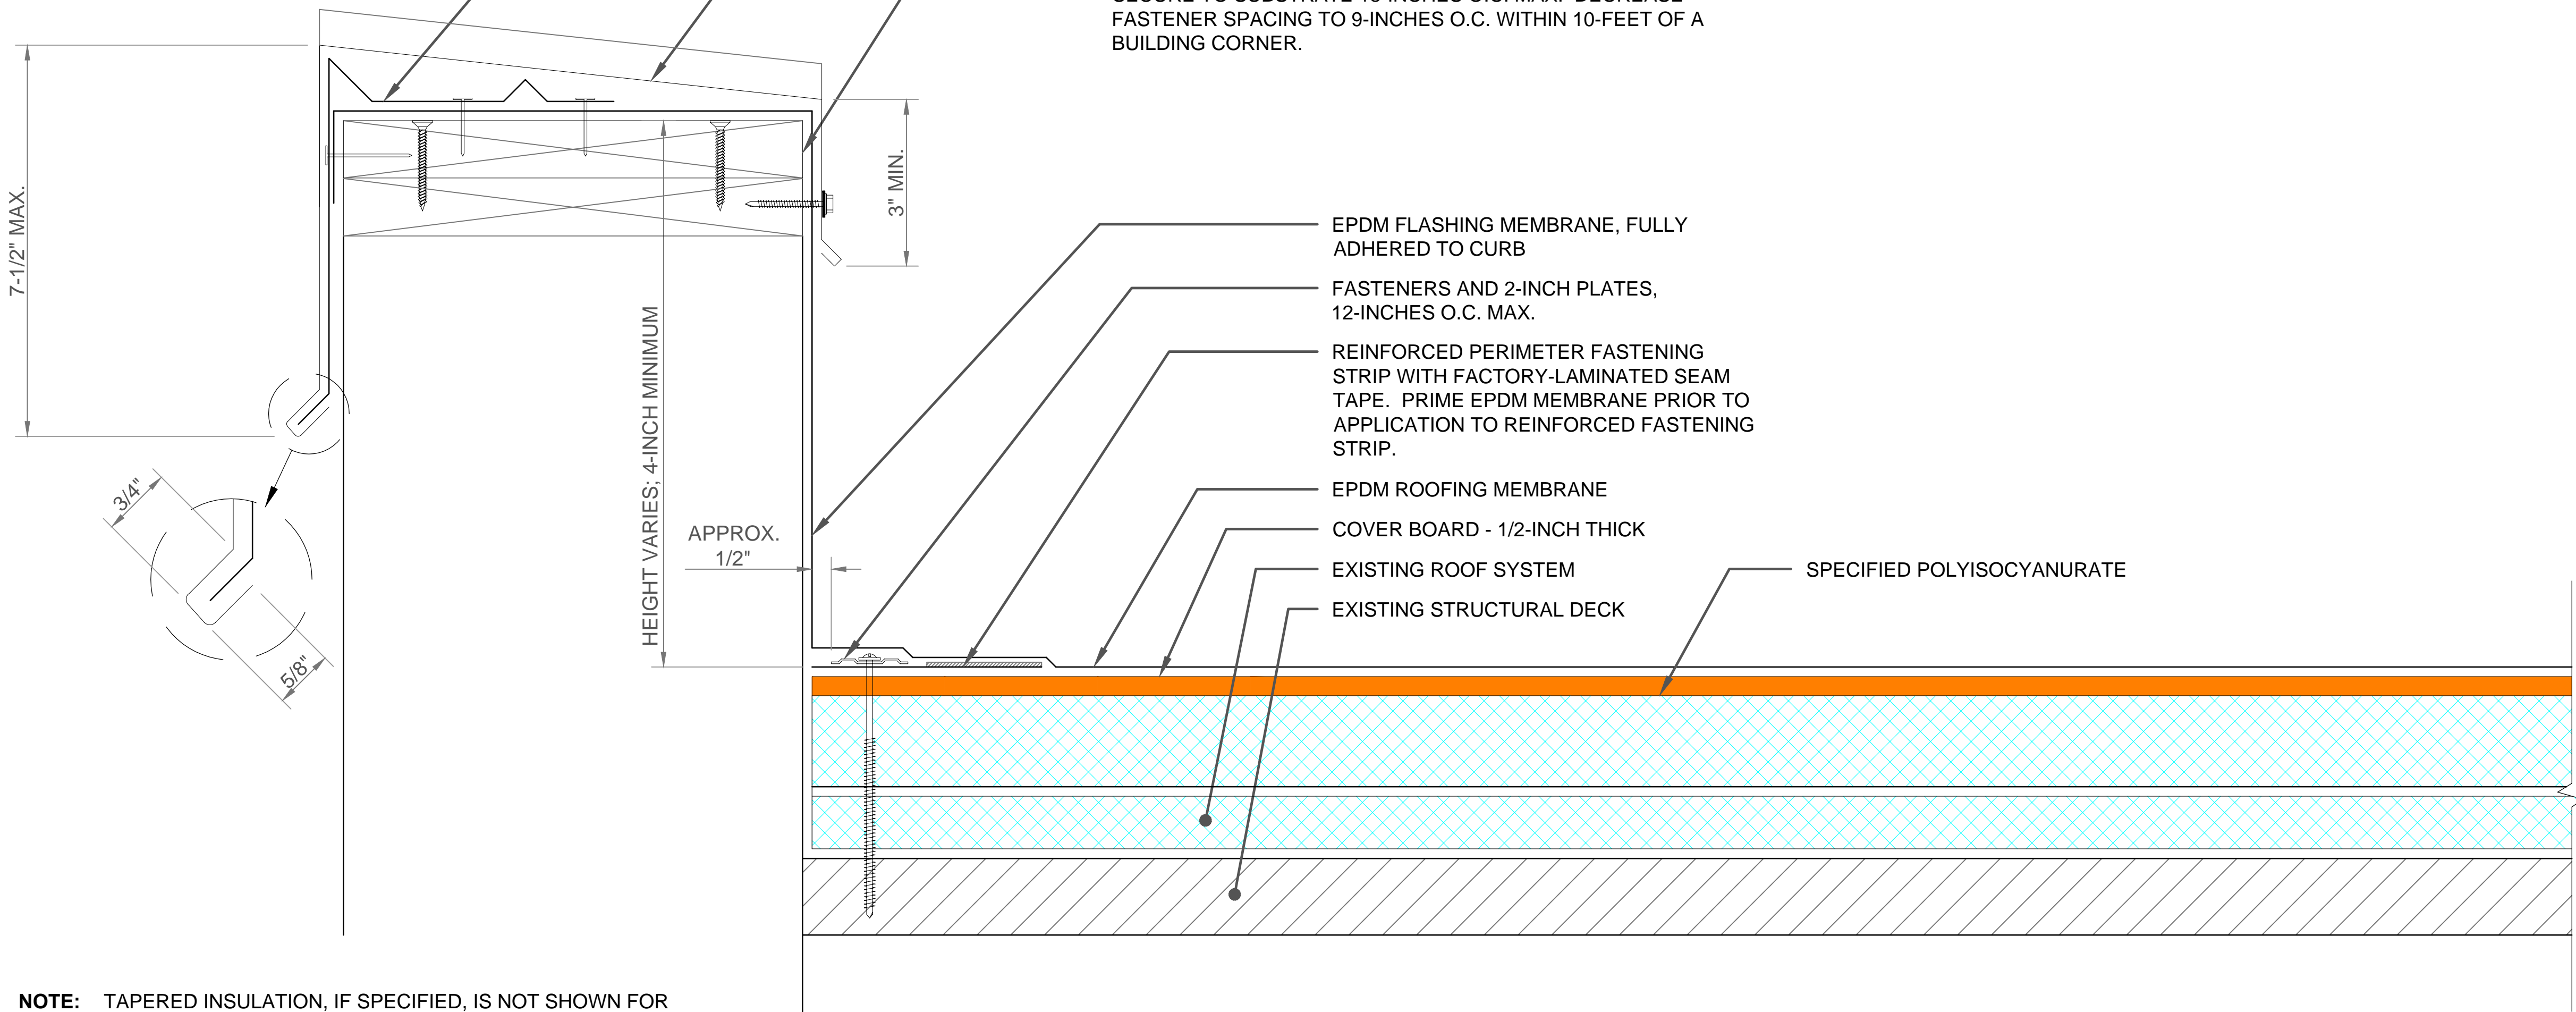 FASTENER SPACING TO 9-INCHES O.C. WITHIN 10-FEET OF A
BUILDING CORNER.
7-1/2" MAX.
3" MIN.
HEIGHT VARIES; 4-INCH MINIMUM
APPROX.
1/2"
3/4"
5/8"
EPDM FLASHING MEMBRANE, FULLY
ADHERED TO CURB
FASTENERS AND 2-INCH PLATES,
12-INCHES O.C. MAX.
REINFORCED PERIMETER FASTENING
STRIP WITH FACTORY-LAMINATED SEAM
TAPE.  PRIME EPDM MEMBRANE PRIOR TO
APPLICATION TO REINFORCED FASTENING
STRIP.
EPDM ROOFING MEMBRANE
COVER BOARD - 1/2-INCH THICK
EXISTING ROOF SYSTEM
EXISTING STRUCTURAL DECK
SPECIFIED POLYISOCYANURATE
NOTE: TAPERED INSULATION, IF SPECIFIED, IS NOT SHOWN FOR